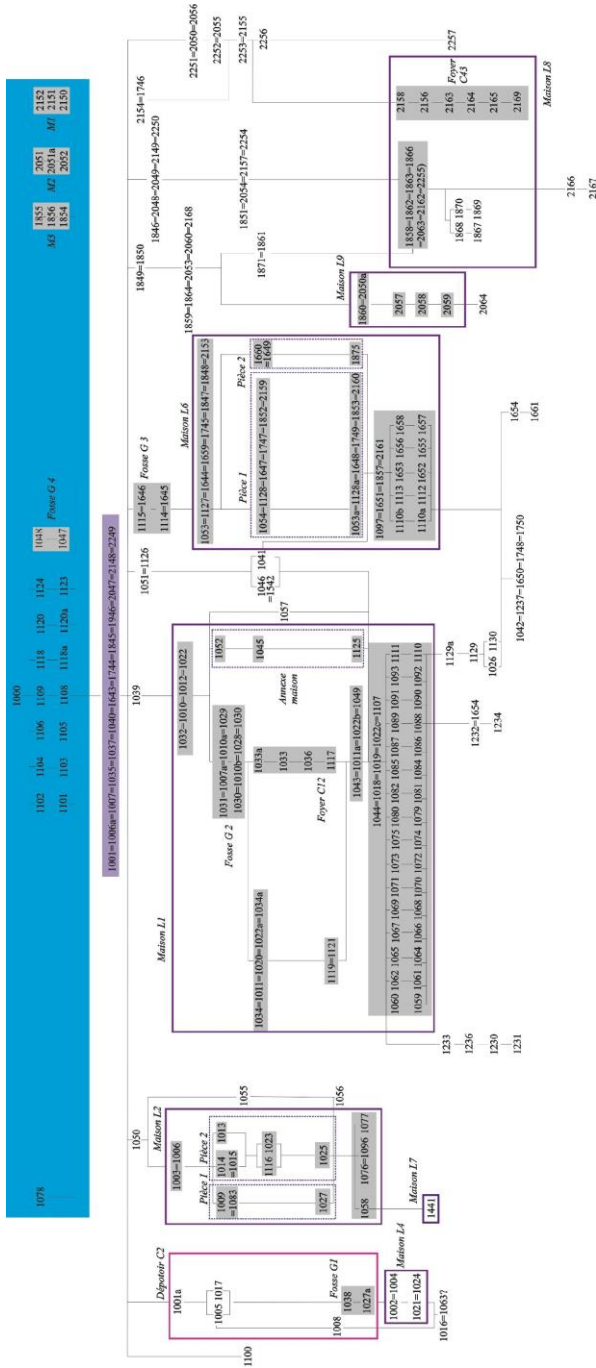 1000
1078
1102 1104 1106 1109 1118 1120 1124 1048 Fosse G 4
1101 1103 1105 1108 1118a 1120a 1123 1047
1855 2051 2152
1856 2051a 2151
1854 2052 2150
M3 M2 M1
1001=1006a=1007=1035=1037=1040=1643=1744=1845=1946=2047=2148=2249
1100
Dépotoir C2
1001a
1005 1017
1008
Fosse G1
1038
1027a
Maison L4
1002=1004
1021=1024
1016=1063?
1050
Maison L2
1003=1006
1055
1056
Pièce 1
1009
=1083
1027
Pièce 2
1014
=1015
1013
1116 1023
1025
1058 1076=1096 1077
Maison L7
1441
1039
Maison L1
1032=1010=1012=1022
Fosse G 2
1031=1007a=1010a=1029
1030=1010b=1028=1030
1034=1011=1020=1022a=1034a
1033a
1033
1036
1117
Foyer C12
1119=1121
1052
1045
1125
Annexe
maison
1057
1043=1011a=1022b=1049
1044=1018=1019=1022c=1107
1060 1062 1065 1067 1069 1071 1073 1075 1080 1082 1085 1087 1089 1091 1093 1111
1059 1061 1064 1066 1068 1070 1072 1074 1079 1081 1084 1086 1088 1090 1092 1110
1233
1236
1230
1231
1232=1654
1234
1129a
1129
1026 1130
1051=1126
1046
=1542
1041
Fosse G 3
1115=1646
1114=1645
Maison L6
1053=1127=1644=1659=1745=1847=1848=2153
Pièce 1
1054=1128=1647=1747=1852=2159
1053a=1128a=1648=1749=1853=2160
Pièce 2
1660
=1649
1875
1097=1651=1857=2161
1110b 1113 1653 1656 1658
1110a 1112 1652 1655 1657
1042=1237=1650=1748=1750
1654
1661
1849=1850
1846=2048=2049=2149=2250
1859=1864=2053=2060=2168
1871=1861
Maison L9
1860=2050a
2057
2058
2059
2064
2154=1746
1851=2054=2157=2254
2251=2050=2056
2252=2055
2253=2155
2256
2257
Maison L8
1858=1862=1863=1866
=2063=2162=2255)
1868 1870
1867 1869
Foyer
C43
2158
2156
2163
2164
2165
2169
2166
2167